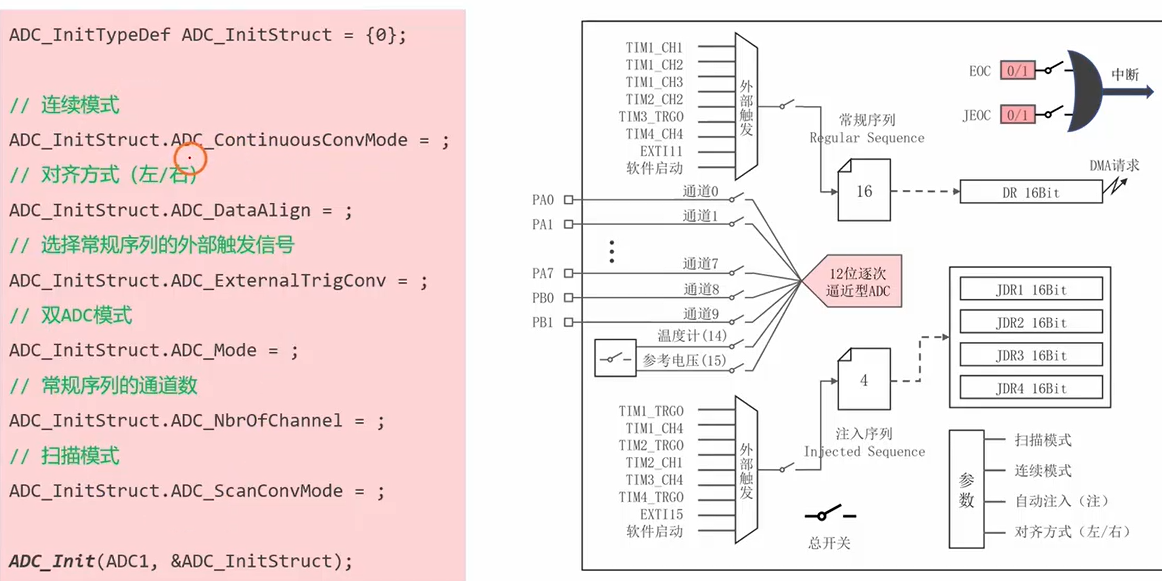 ADC_InitTypeDef ADC_InitStruct = {0};
// 连续模式
ADC_InitStruct.ADC_ContinuousConvMode = ;
// 对齐方式（左/右）
ADC_InitStruct.ADC_DataAlign = ;
// 选择常规序列的外部触发信号
ADC_InitStruct.ADC_ExternalTrigConv = ;
// 双ADC模式
ADC_InitStruct.ADC_Mode = ;
// 常规序列的通道数
ADC_InitStruct.ADC_NbrOfChannel = ;
// 扫描模式
ADC_InitStruct.ADC_ScanConvMode = ;
ADC_Init(ADC1, &ADC_InitStruct);
TIM1_CH1
TIM1_CH2
TIM1_CH3
TIM2_CH2
TIM3_TRGO
TIM4_CH4
EXTI11
软件启动
外部触发
常规序列
Regular Sequence
16
EOC 0/1
JEOC 0/1
中断
DMA请求
DR 16Bit
PA0 通道0
PA1 通道1
PA7 通道7
PB0 通道8
PB1 通道9
温度计(14)
参考电压(15)
12位逐次
逼近型ADC
JDR1 16Bit
JDR2 16Bit
JDR3 16Bit
JDR4 16Bit
4
注入序列
Injected Sequence
TIM1_TRGO
TIM1_CH4
TIM2_TRGO
TIM2_CH1
TIM3_CH4
TIM4_TRGO
EXTI15
软件启动
外部触发
总开关
参数
扫描模式
连续模式
自动注入（注）
对齐方式（左/右）